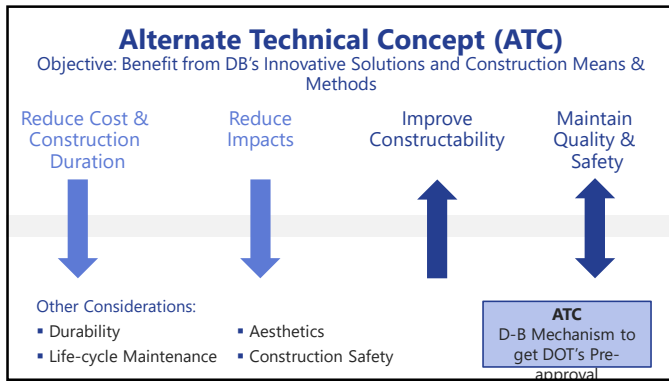 Alternate Technical Concept (ATC)
Objective: Benefit from DB's Innovative Solutions and Construction Means &
Methods
Reduce Cost &
Construction
Duration
Reduce
Impacts
Improve
Constructability
Maintain
Quality &
Safety
Other Considerations:
▪ Durability
▪ Life-cycle Maintenance
▪ Aesthetics
▪ Construction Safety
ATC
D-B Mechanism to
get DOT's Pre-
approval